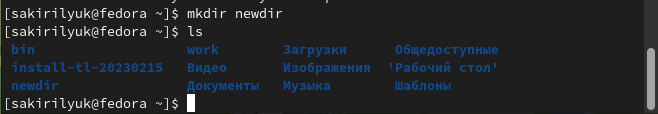 [sakirilyuk@fedora ~]$ mkdir newdir
[sakirilyuk@fedora ~]$ ls
bin work Загрузки Общедоступные
install-tl-20230215 Видео Изображения 'Рабочий стол'
newdir Документы Музыка Шаблоны
[sakirilyuk@fedora ~]$